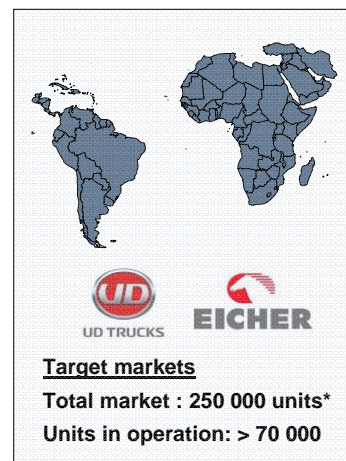 UD
UD TRUCKS
EICHER
Target markets
Total market : 250 000 units*
Units in operation: > 70 000